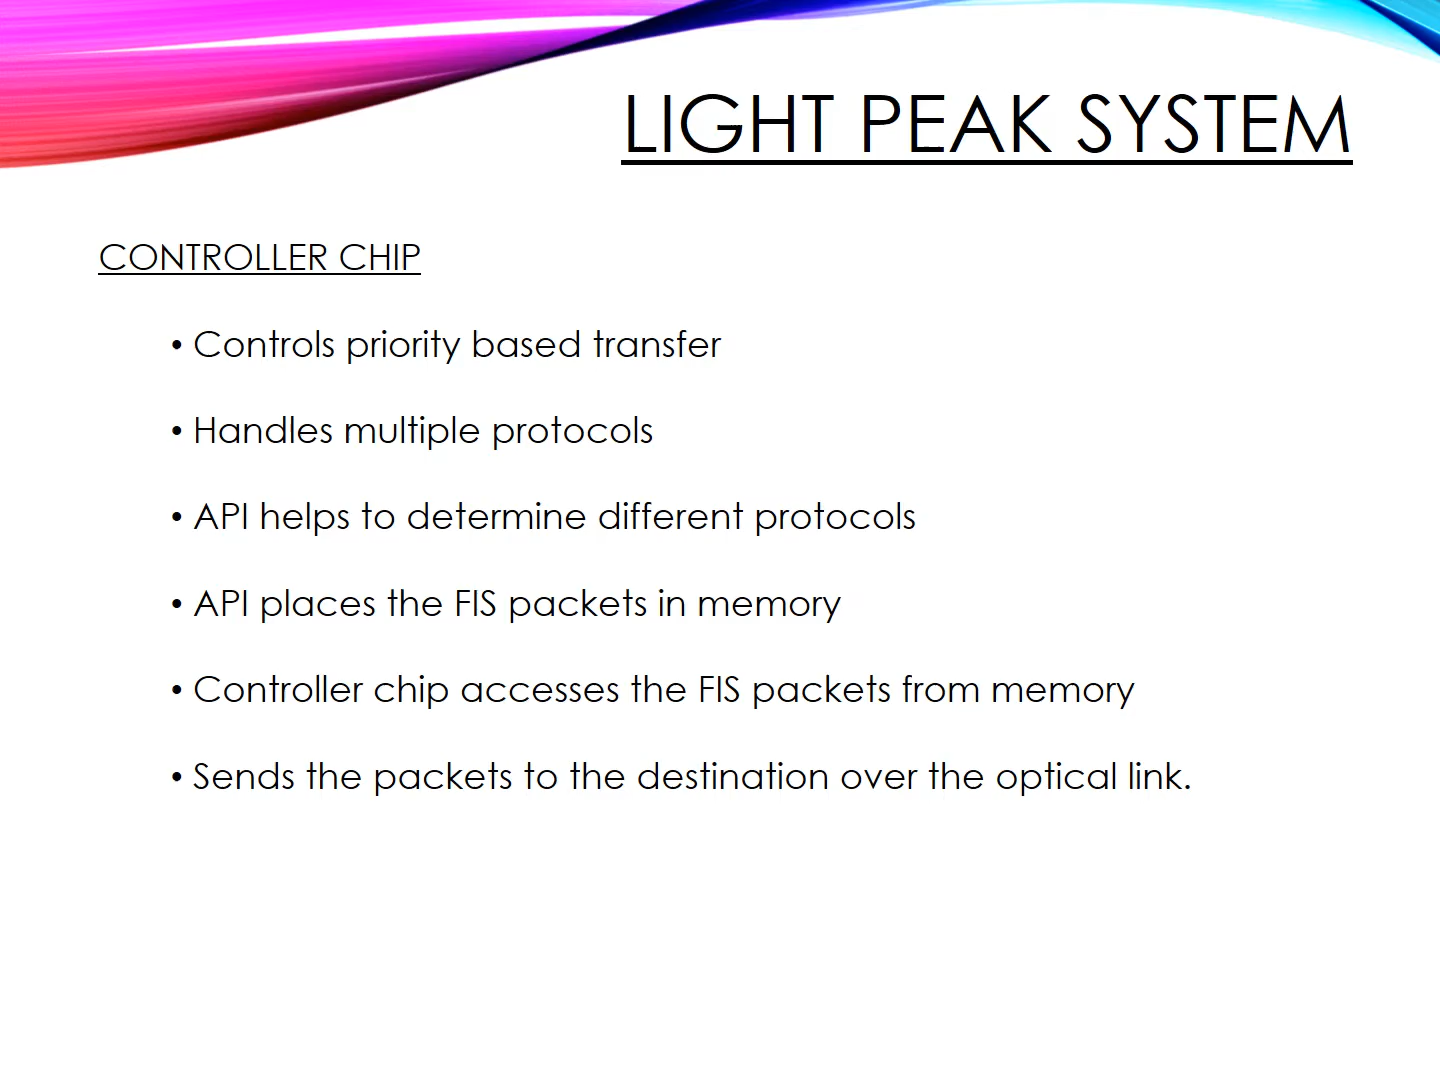 LIGHT PEAK SYSTEM
CONTROLLER CHIP
• Controls priority based transfer
• Handles multiple protocols
• API helps to determine different protocols
• API places the FIS packets in memory
• Controller chip accesses the FIS packets from memory
• Sends the packets to the destination over the optical link.